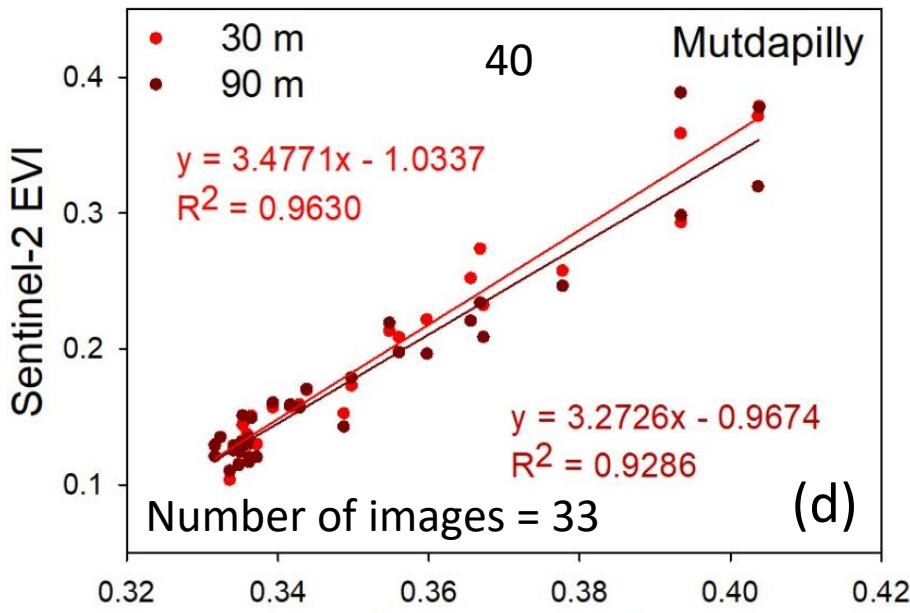 30 m
90 m
40
Mutdapilly
y = 3.4771x - 1.0337
R2 = 0.9630
y = 3.2726x - 0.9674
R2 = 0.9286
Number of images = 33
(d)
Sentinel-2 EVI
0.4
0.3
0.2
0.1
0.32 0.34 0.36 0.38 0.40 0.42